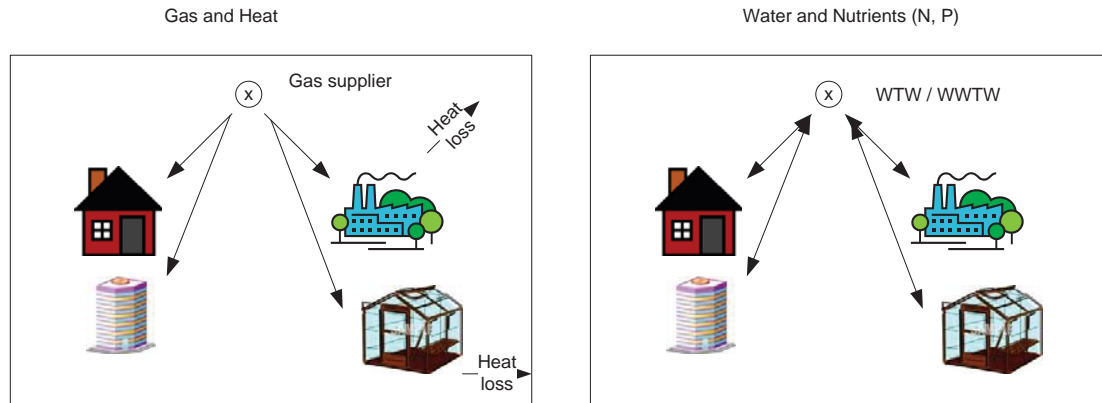 Gas and Heat
Water and Nutrients (N, P)
x
Gas supplier
Heat
loss
Heat
loss
x
WTW / WWTW